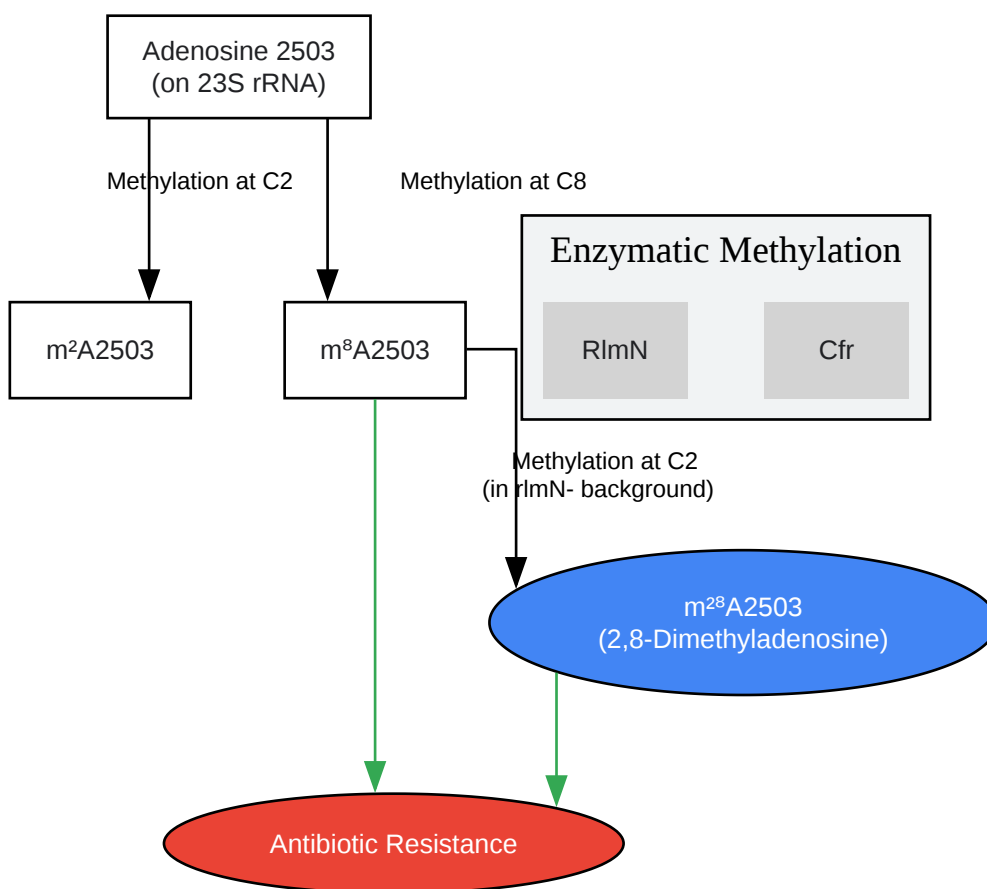 Adenosine 2503
(on 23S rRNA)
Methylation at C2
Methylation at C8
Enzymatic Methylation
m²A2503
m⁸A2503
RlmN
Cfr
Methylation at C2
(in rlmN- background)
m²⁸A2503
(2,8-Dimethyladenosine)
Antibiotic Resistance